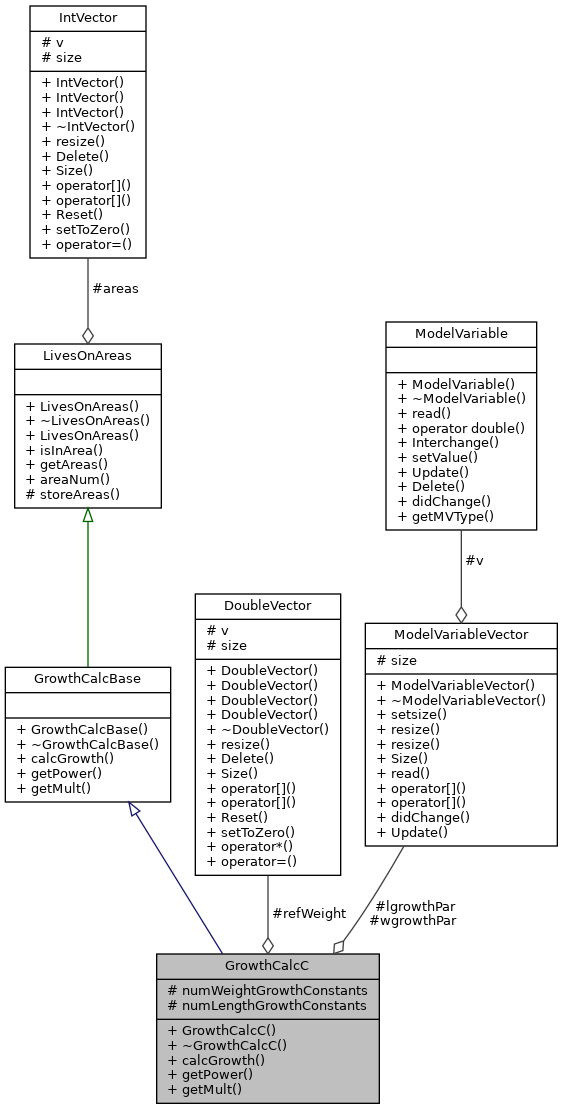 IntVector
# v
# size
+ IntVector()
+ IntVector()
+ IntVector()
+ ~IntVector()
+ resize()
+ Delete()
+ Size()
+ operator[]()
+ operator[]()
+ Reset()
+ setToZero()
+ operator=()
#areas
LivesOnAreas
+ LivesOnAreas()
+ ~LivesOnAreas()
+ LivesOnAreas()
+ isInArea()
+ getAreas()
+ areaNum()
# storeAreas()
ModelVariable
+ ModelVariable()
+ ~ModelVariable()
+ read()
+ operator double()
+ Interchange()
+ setValue()
+ Update()
+ Delete()
+ didChange()
+ getMVType()
#v
GrowthCalcBase
+ GrowthCalcBase()
+ ~GrowthCalcBase()
+ calcGrowth()
+ getPower()
+ getMult()
DoubleVector
# v
# size
+ DoubleVector()
+ DoubleVector()
+ DoubleVector()
+ DoubleVector()
+ ~DoubleVector()
+ resize()
+ Delete()
+ Size()
+ operator[]()
+ operator[]()
+ Reset()
+ setToZero()
+ operator*()
+ operator=()
ModelVariableVector
# size
+ ModelVariableVector()
+ ~ModelVariableVector()
+ setsize()
+ resize()
+ resize()
+ Size()
+ read()
+ operator[]()
+ operator[]()
+ didChange()
+ Update()
#refWeight
#lgrowthPar
#wgrowthPar
GrowthCalcC
# numWeightGrowthConstants
# numLengthGrowthConstants
+ GrowthCalcC()
+ ~GrowthCalcC()
+ calcGrowth()
+ getPower()
+ getMult()